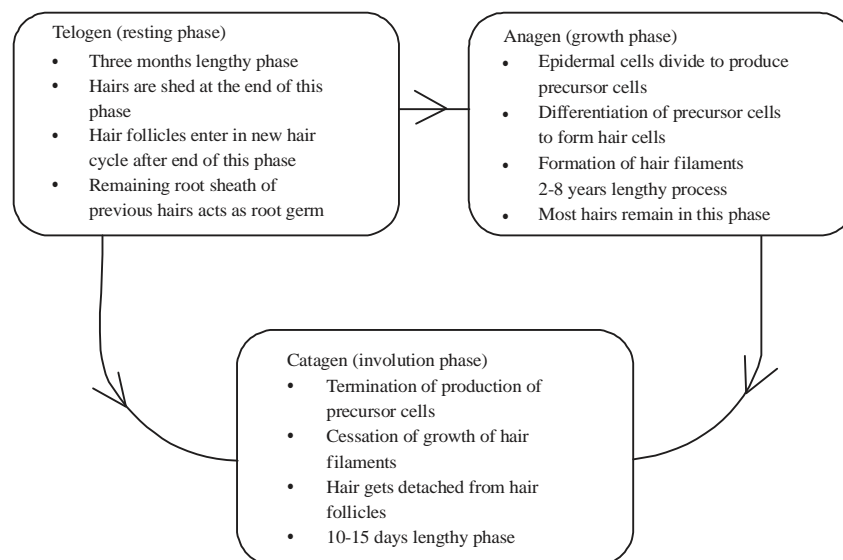 Telogen (resting phase)
• Three months lengthy phase
• Hairs are shed at the end of this
phase
• Hair follicles enter in new hair
cycle after end of this phase
• Remaining root sheath of
previous hairs acts as root germ
Anagen (growth phase)
• Epidermal cells divide to produce
precursor cells
• Differentiation of precursor cells
to form hair cells
• Formation of hair filaments
2-8 years lengthy process
• Most hairs remain in this phase
Catagen (involution phase)
• Termination of production of
precursor cells
• Cessation of growth of hair
filaments
• Hair gets detached from hair
follicles
• 10-15 days lengthy phase